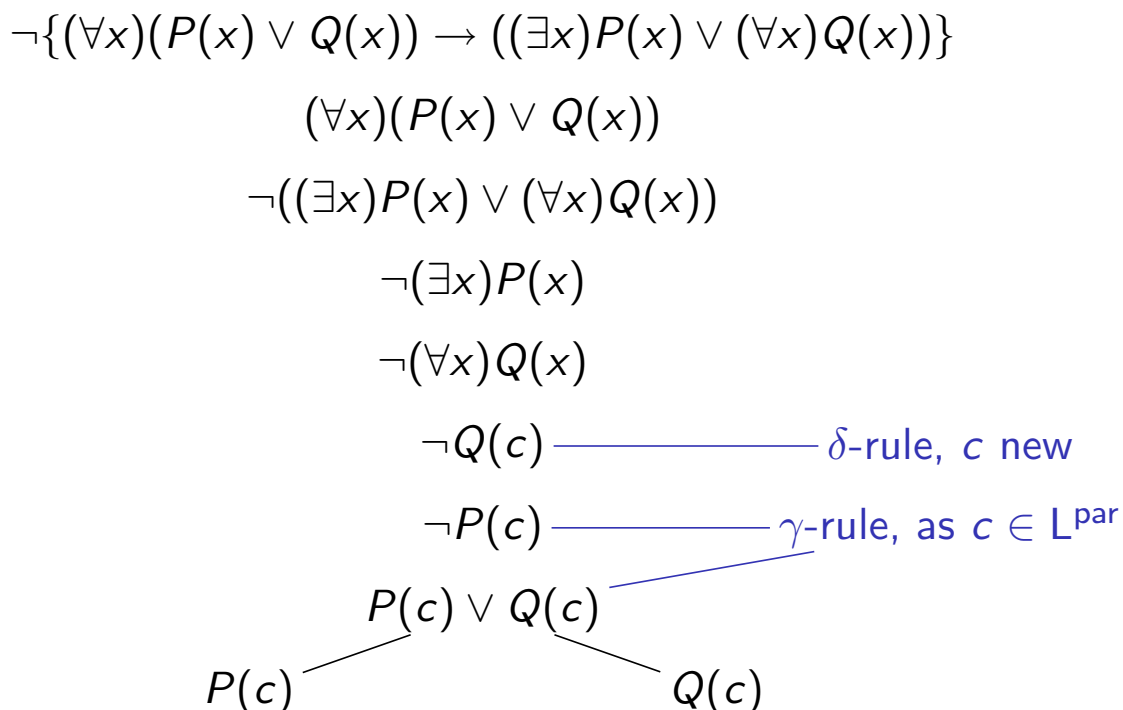 ¬{(∀x)(P(x) ∨ Q(x)) → ((∃x)P(x) ∨ (∀x)Q(x))}
(∀x)(P(x) ∨ Q(x))
¬((∃x)P(x) ∨ (∀x)Q(x))
¬(∃x)P(x)
¬(∀x)Q(x)
¬Q(c) δ-rule, c new
¬P(c) γ-rule, as c ∈ L^par
P(c) ∨ Q(c)
P(c) Q(c)